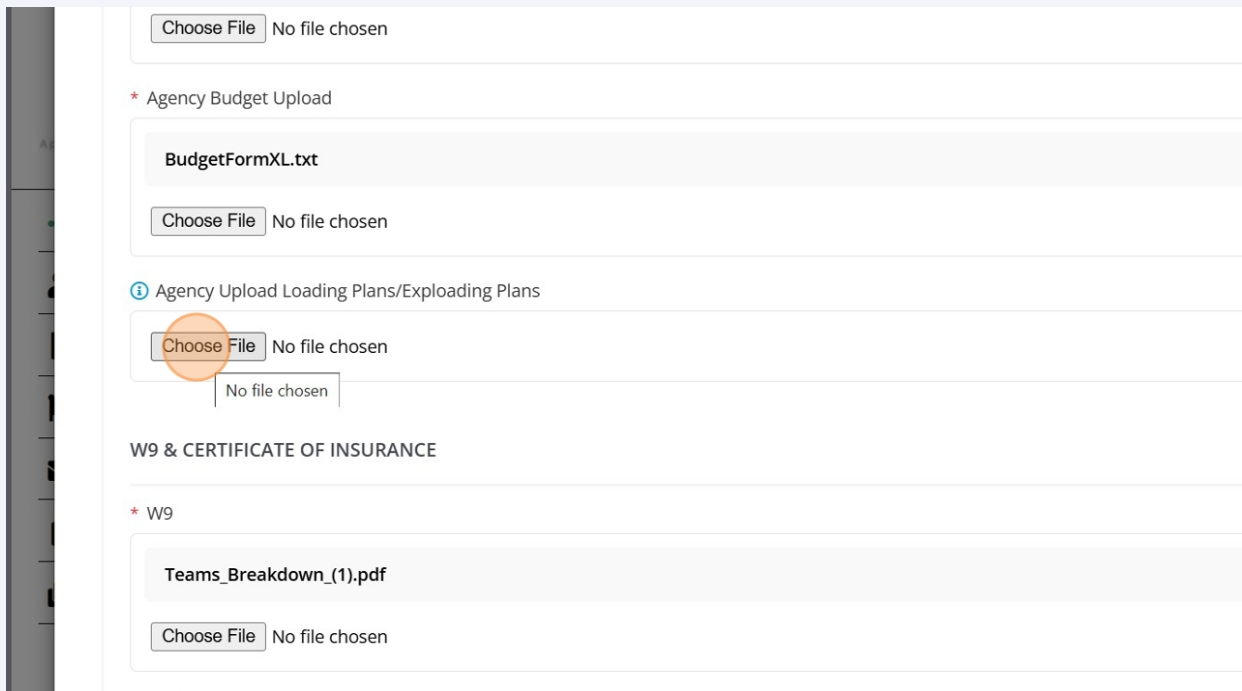 Choose File No file chosen
* Agency Budget Upload
BudgetFormXL.txt
Choose File No file chosen
Agency Upload Loading Plans/Exploading Plans
Choose File No file chosen
No file chosen
W9 & CERTIFICATE OF INSURANCE
* W9
Teams_Breakdown_(1).pdf
Choose File No file chosen